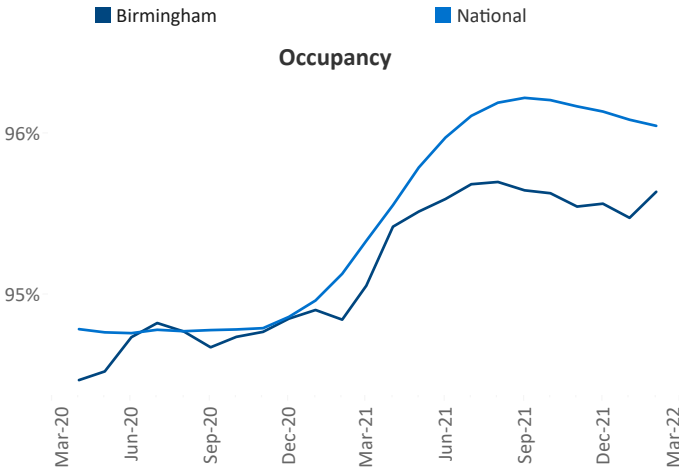 Birmingham National
Occupancy
96%
95%
Mar-20 Jun-20 Sep-20 Dec-20 Mar-21 Jun-21 Sep-21 Dec-21 Mar-22